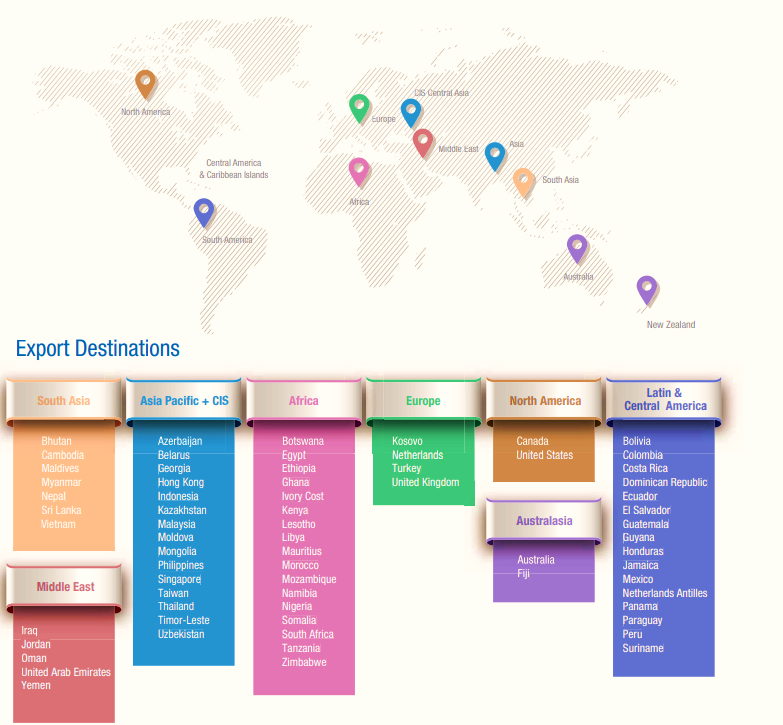 CIS Central Asia
North America
Europe
Asia
Middle East
Central America
& Caribbean Islands
South Asia
Africa
South America
Australia
New Zealand
Export Destinations
South Asia
Bhutan
Cambodia
Maldives
Myanmar
Nepal
Sri Lanka
Vietnam
Middle East
Iraq
Jordan
Oman
United Arab Emirates
Yemen
Asia Pacific + CIS
Azerbaijan
Belarus
Georgia
Hong Kong
Indonesia
Kazakhstan
Malaysia
Moldova
Mongolia
Philippines
Singapore
Taiwan
Thailand
Timor-Leste
Uzbekistan
Africa
Botswana
Egypt
Ethiopia
Ghana
Ivory Cost
Kenya
Lesotho
Libya
Mauritius
Morocco
Mozambique
Namibia
Nigeria
Somalia
South Africa
Tanzania
Zimbabwe
Europe
Kosovo
Netherlands
Turkey
United Kingdom
North America
Canada
United States
Australasia
Australia
Fiji
Latin &
Central America
Bolivia
Colombia
Costa Rica
Dominican Republic
Ecuador
El Salvador
Guatemala
Guyana
Honduras
Jamaica
Mexico
Netherlands Antilles
Panama
Paraguay
Peru
Suriname